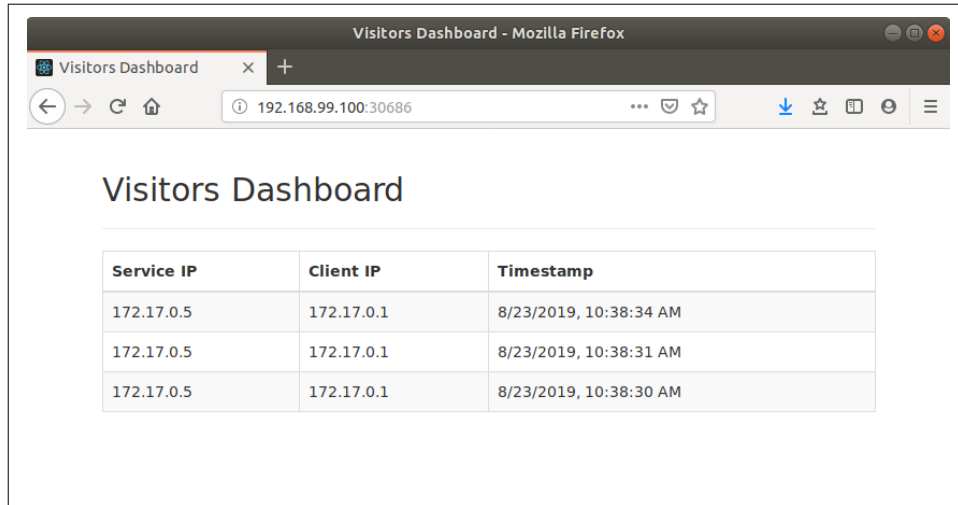 Visitors Dashboard - Mozilla Firefox
Visitors Dashboard
192.168.99.100:30686
Visitors Dashboard
Service IP Client IP Timestamp
172.17.0.5 172.17.0.1 8/23/2019, 10:38:34 AM
172.17.0.5 172.17.0.1 8/23/2019, 10:38:31 AM
172.17.0.5 172.17.0.1 8/23/2019, 10:38:30 AM